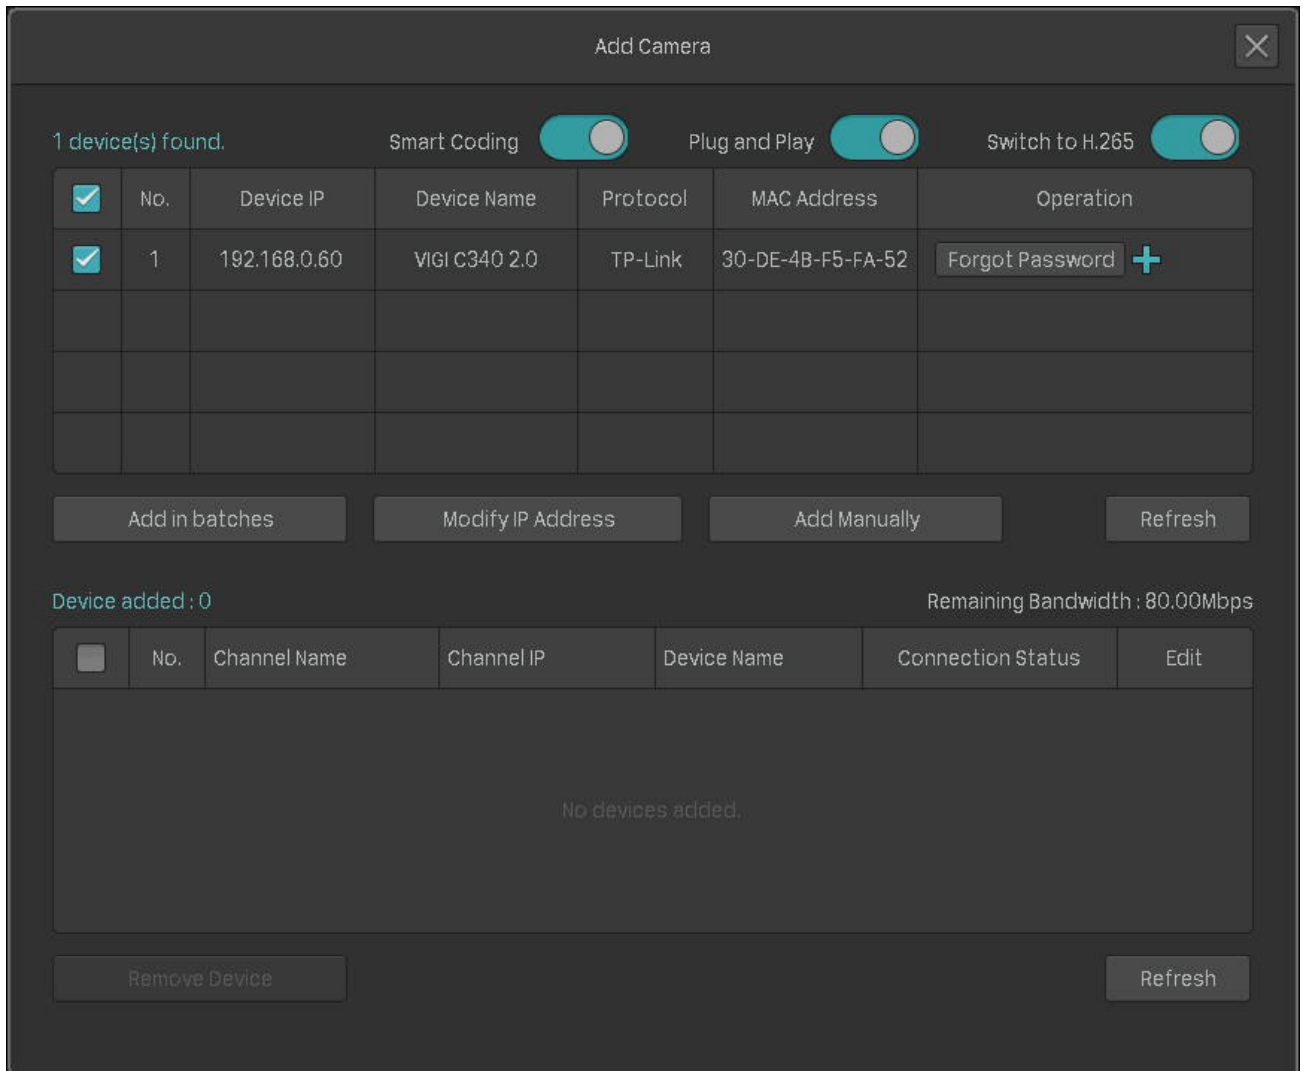 Add Camera
1 device(s) found. Smart Coding Plug and Play Switch to H.265
No. Device IP Device Name Protocol MAC Address Operation
1 192.168.0.60 VIGI C340 2.0 TP-Link 30-DE-4B-F5-FA-52 Forgot Password
Add in batches Modify IP Address Add Manually Refresh
Device added : 0 Remaining Bandwidth : 80.00Mbps
No. Channel Name Channel IP Device Name Connection Status Edit
No devices added.
Remove Device Refresh